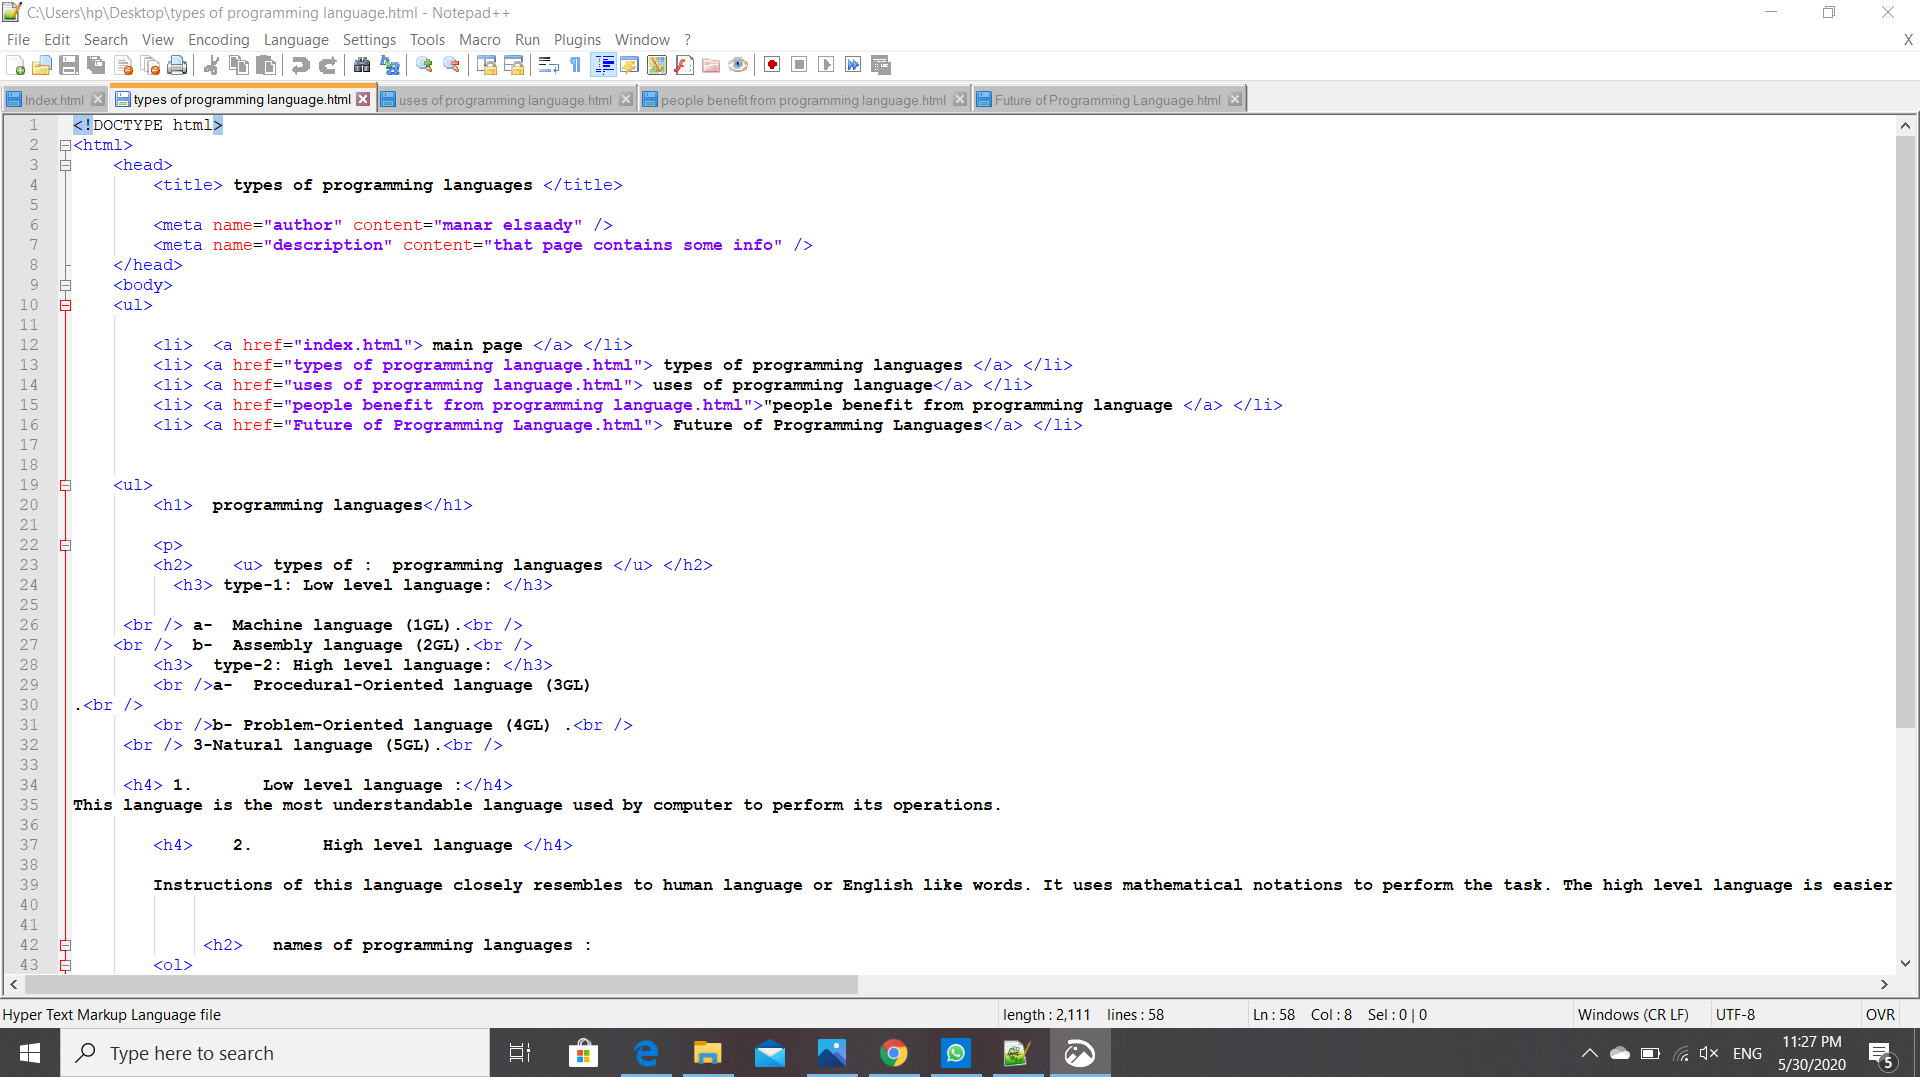 C:\Users\hp\Desktop\types of programming language.html - Notepad++
File Edit Search View Encoding Language Settings Tools Macro Run Plugins Window ? X
Index.html types of programming language.html uses of programming language.html people benefit from programming language.html Future of Programming Language.html
1 <!DOCTYPE html>
2 <html>
3 <head>
4 <title> types of programming languages </title>
5
6 <meta name="author" content="manar elsaady" />
7 <meta name="description" content="that page contains some info" />
8 </head>
9 <body>
10 <ul>
11
12 <li>  <a href="index.html"> main page </a> </li>
13 <li> <a href="types of programming language.html"> types of programming languages </a> </li>
14 <li> <a href="uses of programming language.html"> uses of programming language</a> </li>
15 <li> <a href="people benefit from programming language.html">"people benefit from programming language </a> </li>
16 <li> <a href="Future of Programming Language.html"> Future of Programming Languages</a> </li>
17
18
19 <ul>
20 <h1>  programming languages</h1>
21
22 <p>
23 <h2>    <u> types of :  programming languages </u> </h2>
24 <h3> type-1: Low level language: </h3>
25
26 <br /> a-  Machine language (1GL).<br />
27 <br />  b-  Assembly language (2GL).<br />
28 <h3>  type-2: High level language: </h3>
29 <br />a-  Procedural-Oriented language (3GL)
30 .<br />
31 <br />b- Problem-Oriented language (4GL) .<br />
32 <br /> 3-Natural language (5GL).<br />
33
34 <h4> 1.       Low level language :</h4>
35 This language is the most understandable language used by computer to perform its operations.
36
37 <h4>    2.       High level language </h4>
38
39 Instructions of this language closely resembles to human language or English like words. It uses mathematical notations to perform the task. The high level language is easier
40
41
42 <h2>   names of programming languages :
43 <ol>
Hyper Text Markup Language file length : 2,111 lines : 58 Ln : 58 Col : 8 Sel : 0 | 0 Windows (CR LF) UTF-8 OVR
Type here to search ENG 11:27 PM
5/30/2020 5